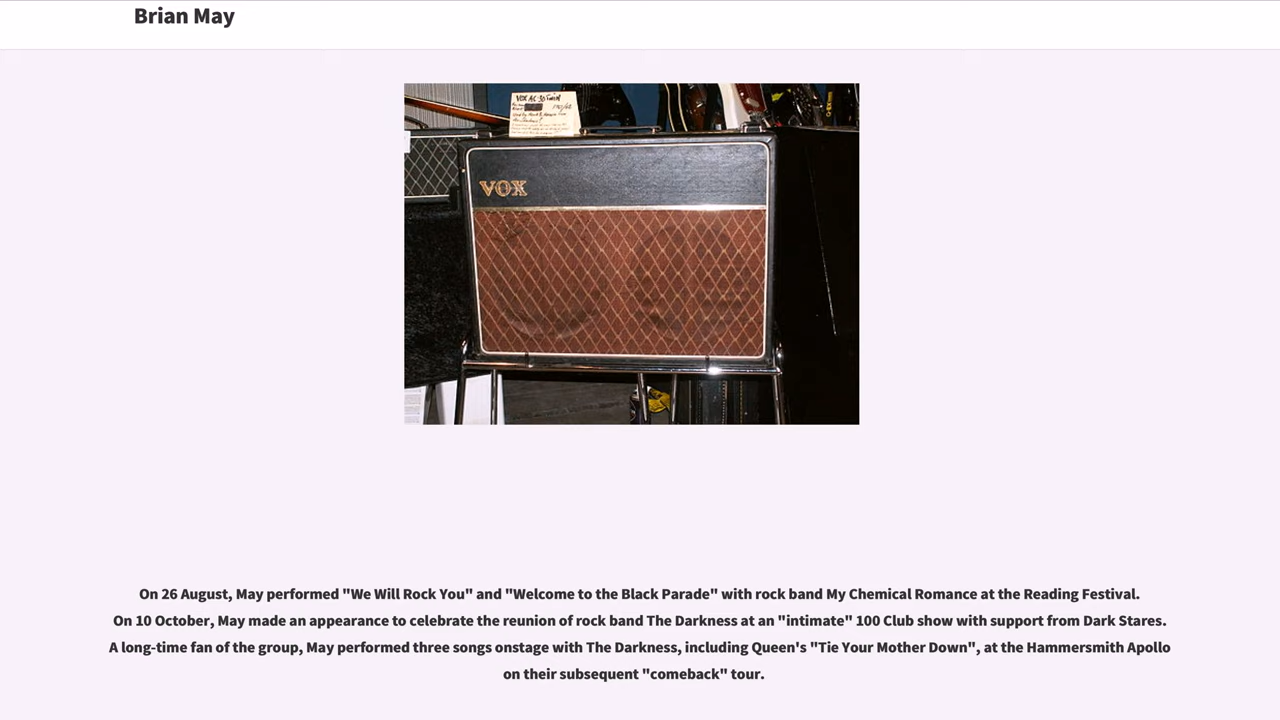 Brian May
VOX AC-30 Twin
VOX
On 26 August, May performed "We Will Rock You" and "Welcome to the Black Parade" with rock band My Chemical Romance at the Reading Festival.
On 10 October, May made an appearance to celebrate the reunion of rock band The Darkness at an "intimate" 100 Club show with support from Dark Stares.
A long-time fan of the group, May performed three songs onstage with The Darkness, including Queen's "Tie Your Mother Down", at the Hammersmith Apollo
on their subsequent "comeback" tour.